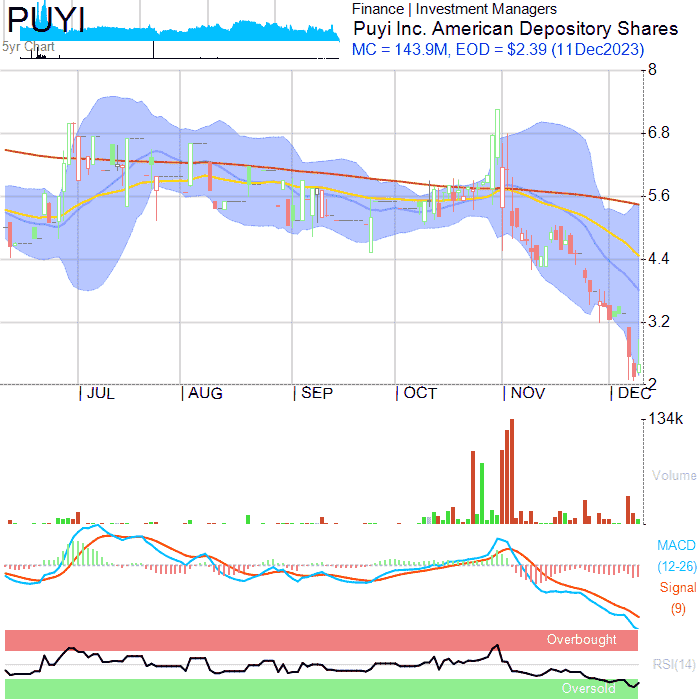 PUYI
5yr Chart
Finance | Investment Managers
Puyi Inc. American Depository Shares
MC = 143.9M, EOD = $2.39 (11Dec2023)
8
6.8
5.6
4.4
3.2
2
JUL
AUG
SEP
OCT
NOV
DEC
134k
Volume
MACD
(12-26)
Signal
(9)
Overbought
RSI(14)
Oversold